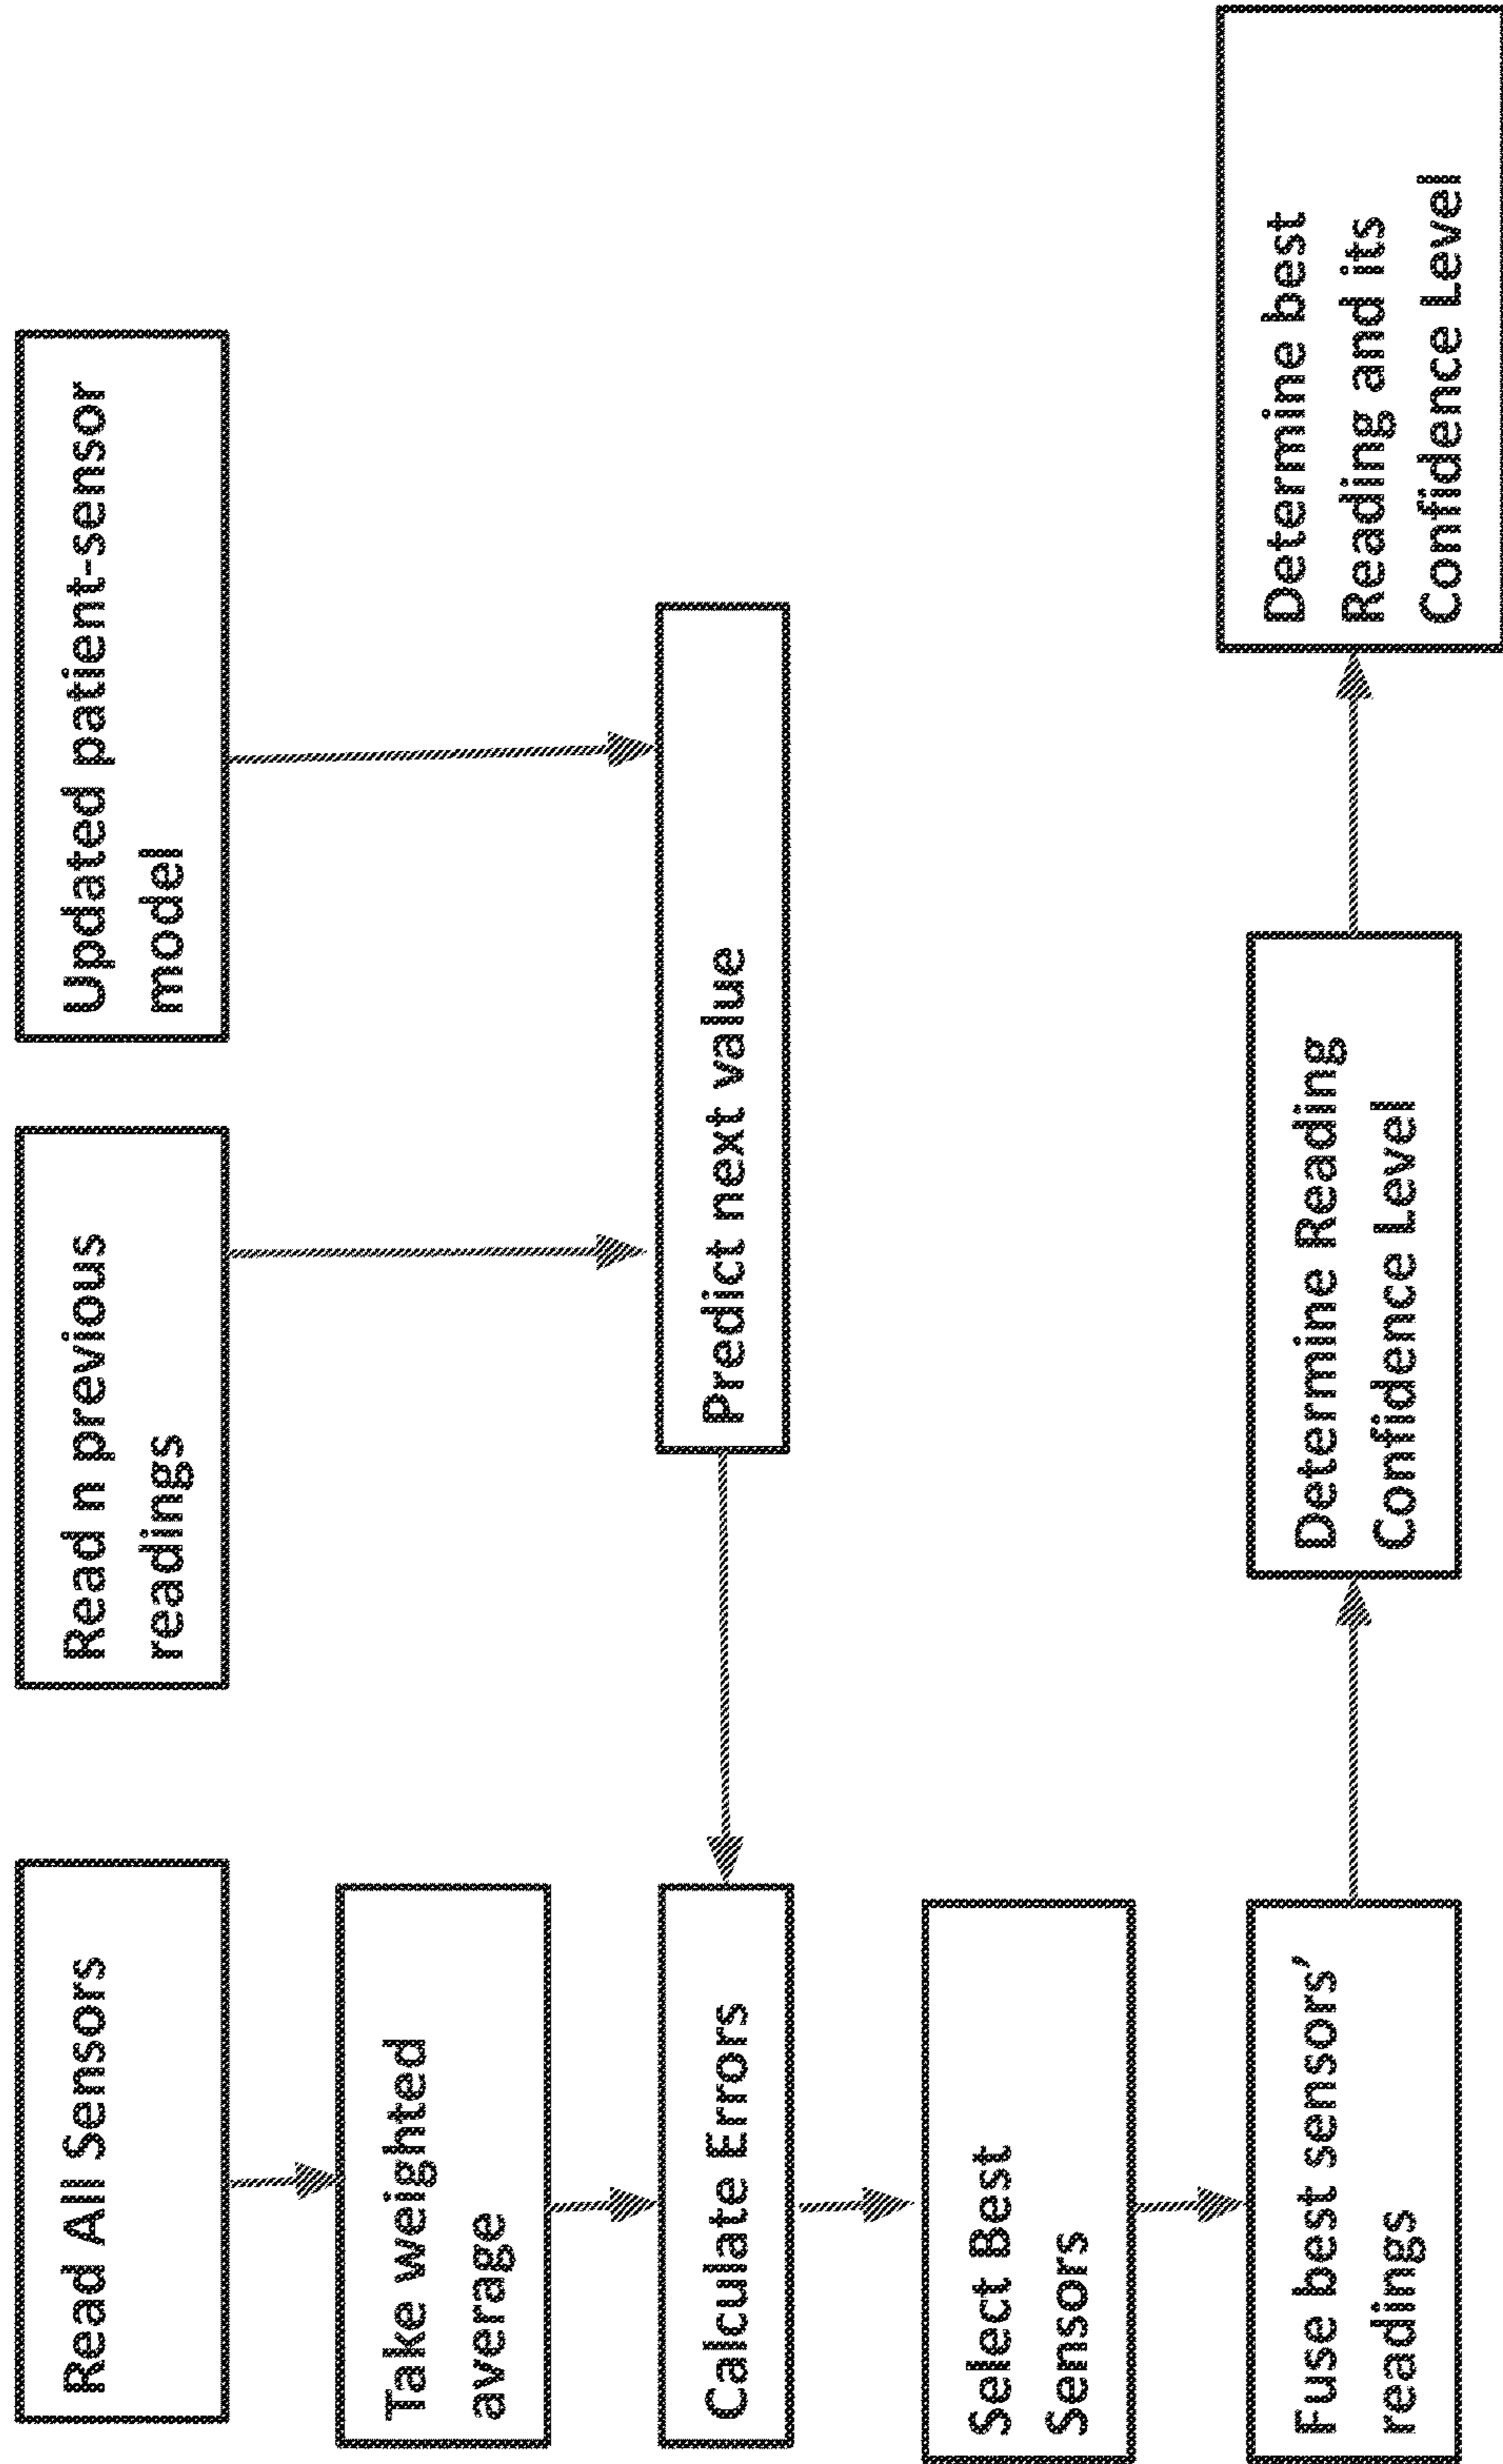 Read All Sensors
Read n previous
readings
Updated patient-sensor
model
Take weighted
average
Calculate Errors
Predict next value
Select Best
Sensors
Fuse best sensors’
readings
Determine Reading
Confidence Level
Determine best
Reading and its
Confidence Level